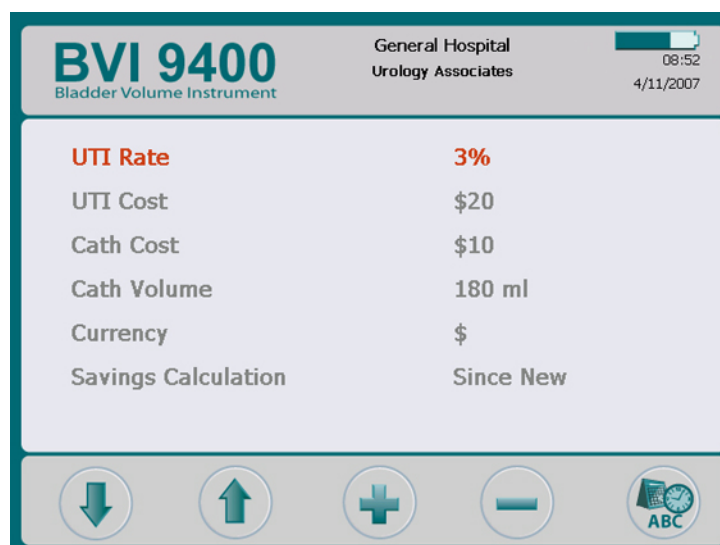 BVI 9400
Bladder Volume Instrument
General Hospital
Urology Associates
08:52
4/11/2007
UTI Rate 3%
UTI Cost $20
Cath Cost $10
Cath Volume 180 ml
Currency $
Savings Calculation Since New
ABC